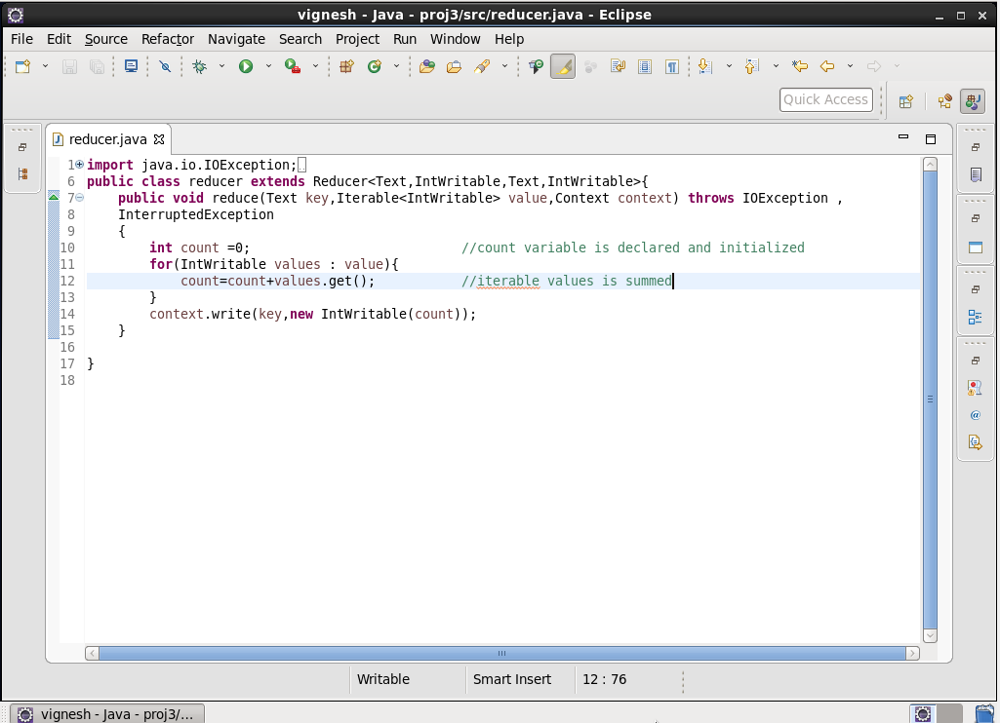 vignesh - Java - proj3/src/reducer.java - Eclipse
File Edit Source Refactor Navigate Search Project Run Window Help
Quick Access
reducer.java
1 import java.io.IOException;
6 public class reducer extends Reducer<Text,IntWritable,Text,IntWritable>{
7 public void reduce(Text key,Iterable<IntWritable> value,Context context) throws IOException ,
8 InterruptedException
9 {
10 int count =0; //count variable is declared and initialized
11 for(IntWritable values : value){
12 count=count+values.get(); //iterable values is summed
13 }
14 context.write(key,new IntWritable(count));
15 }
16
17 }
18
Writable Smart Insert 12 : 76
vignesh - Java - proj3/...